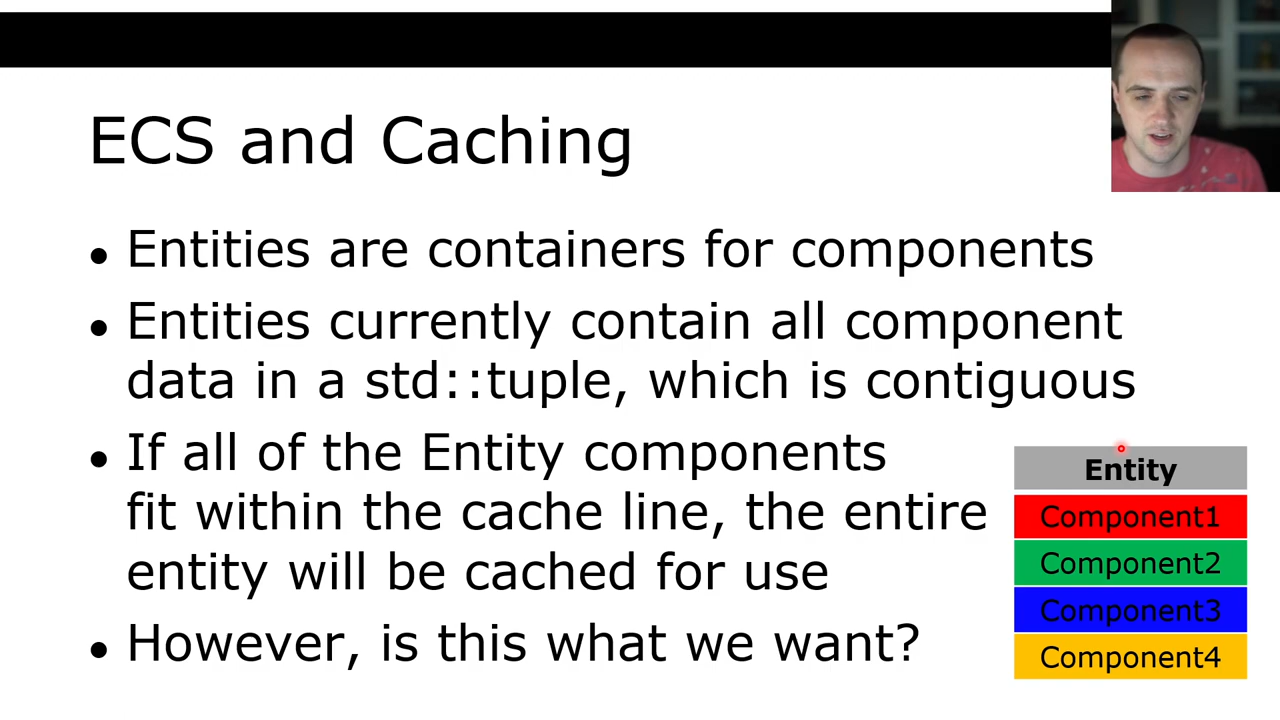 ECS and Caching
• Entities are containers for components
• Entities currently contain all component
data in a std::tuple, which is contiguous
• If all of the Entity components
fit within the cache line, the entire
entity will be cached for use
• However, is this what we want?
Entity
Component1
Component2
Component3
Component4